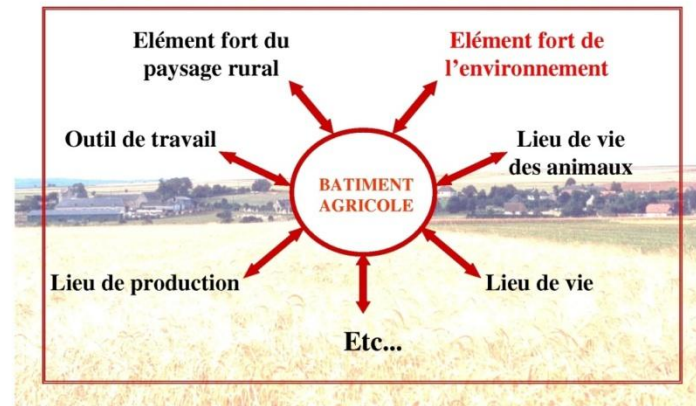 Elément fort du
paysage rural
Elément fort de
l'environnement
Outil de travail
Lieu de vie
des animaux
BATIMENT
AGRICOLE
Lieu de production
Lieu de vie
Etc...